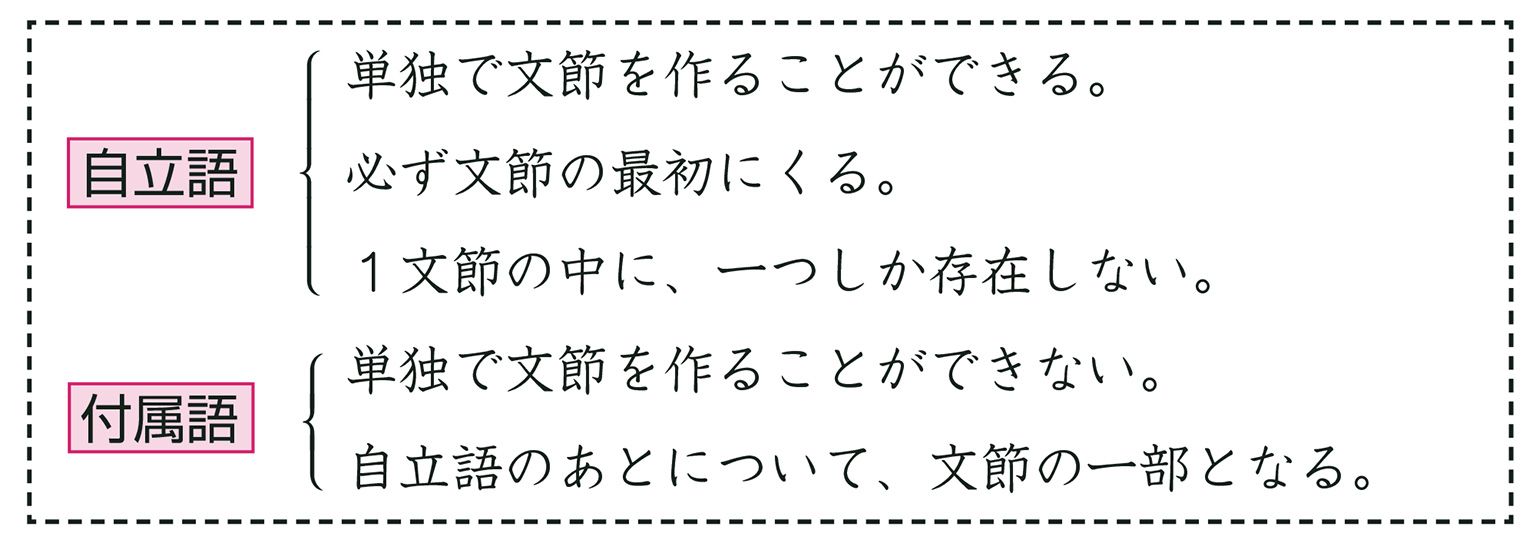 自立語
単独で文節を作ることができる。
必ず文節の最初にくる。
1文節の中に、一つしか存在しない。
付属語
単独で文節を作ることができない。
自立語のあとについて、文節の一部となる。